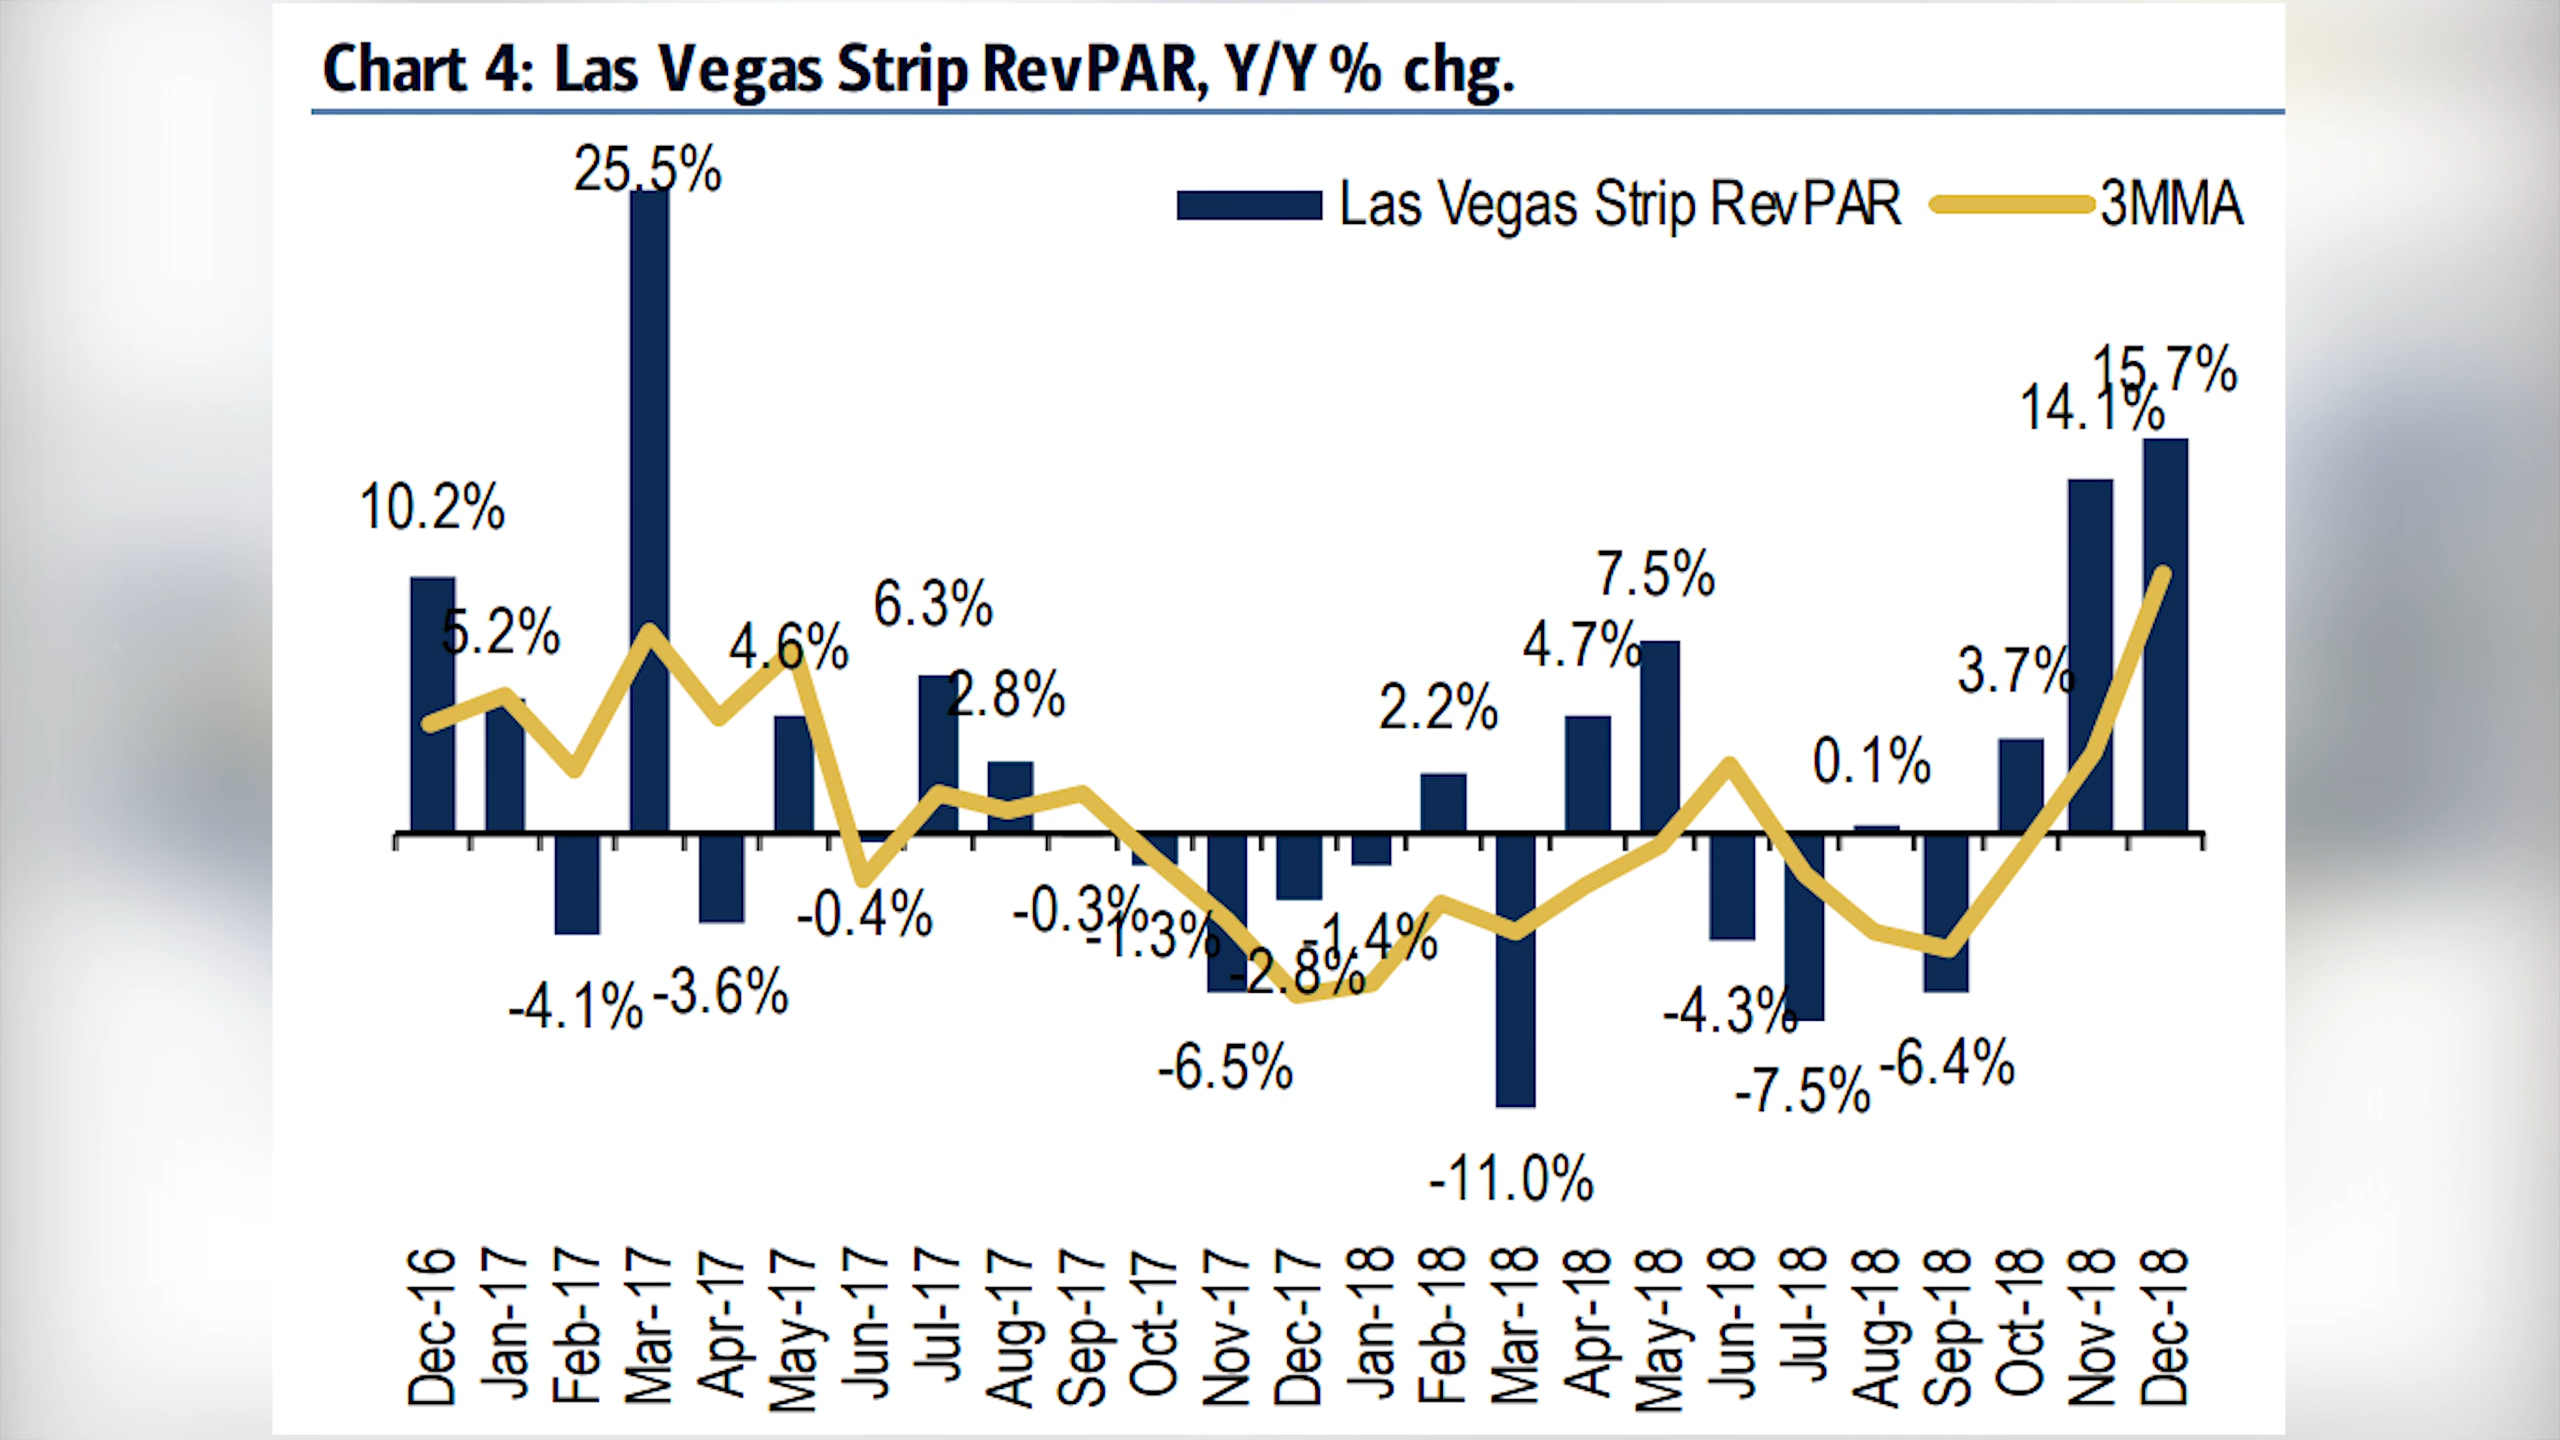 Chart 4: Las Vegas Strip RevPAR, Y/Y % chg.
Las Vegas Strip RevPAR
3MMA
10.2%
5.2%
-4.1%
25.5%
-3.6%
4.6%
-0.4%
6.3%
2.8%
-0.3%
-1.3%
-6.5%
-2.8%
-1.4%
2.2%
-11.0%
4.7%
7.5%
-4.3%
-7.5%
0.1%
-6.4%
3.7%
14.1%
15.7%
Dec-16
Jan-17
Feb-17
Mar-17
Apr-17
May-17
Jun-17
Jul-17
Aug-17
Sep-17
Oct-17
Nov-17
Dec-17
Jan-18
Feb-18
Mar-18
Apr-18
May-18
Jun-18
Jul-18
Aug-18
Sep-18
Oct-18
Nov-18
Dec-18